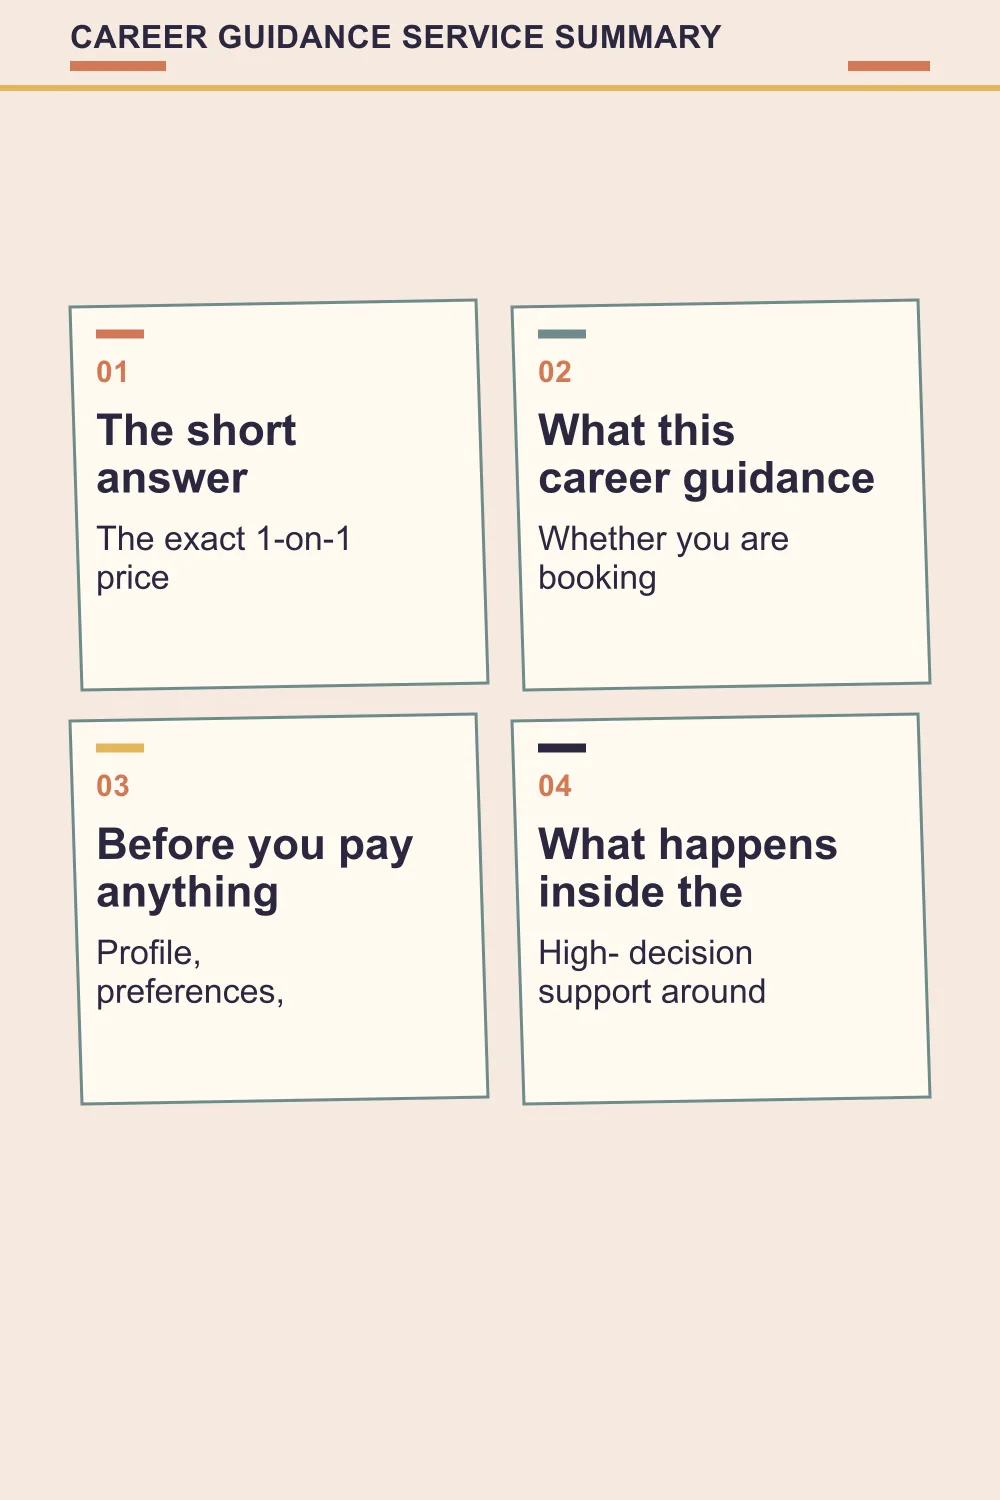 CAREER GUIDANCE SERVICE SUMMARY
01
The short
answer
The exact 1-on-1
price
02
What this
career guidance
Whether you are
booking
03
Before you pay
anything
Profile,
preferences,
04
What happens
inside the
High- decision
support around